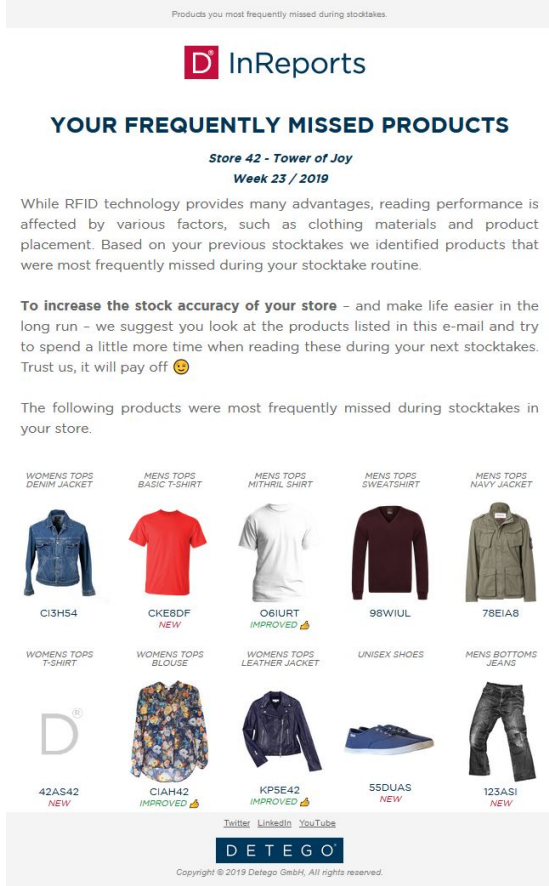 Products you most frequently missed during stocktakes.
D® InReports
YOUR FREQUENTLY MISSED PRODUCTS
Store 42 - Tower of Joy
Week 23 / 2019
While RFID technology provides many advantages, reading performance is
affected by various factors, such as clothing materials and product
placement. Based on your previous stocktakes we identified products that
were most frequently missed during your stocktake routine.
To increase the stock accuracy of your store – and make life easier in the
long run – we suggest you look at the products listed in this e-mail and try
to spend a little more time when reading these during your next stocktakes.
Trust us, it will pay off 😉
The following products were most frequently missed during stocktakes in
your store.
WOMENS TOPS
DENIM JACKET
CI3H54
MENS TOPS
BASIC T-SHIRT
CKE8DF
NEW
MENS TOPS
MITHRIL SHIRT
O6IURT
IMPROVED 👍
MENS TOPS
SWEATSHIRT
98WIUL
MENS TOPS
NAVY JACKET
78EIA8
WOMENS TOPS
T-SHIRT
D®
42AS42
NEW
WOMENS TOPS
BLOUSE
CIAH42
IMPROVED 👍
WOMENS TOPS
LEATHER JACKET
KP5E42
IMPROVED 👍
UNISEX SHOES
55DUAS
NEW
MENS BOTTOMS
JEANS
123ASI
NEW
Twitter LinkedIn YouTube
DETEGO®
Copyright © 2019 Detego GmbH, All rights reserved.